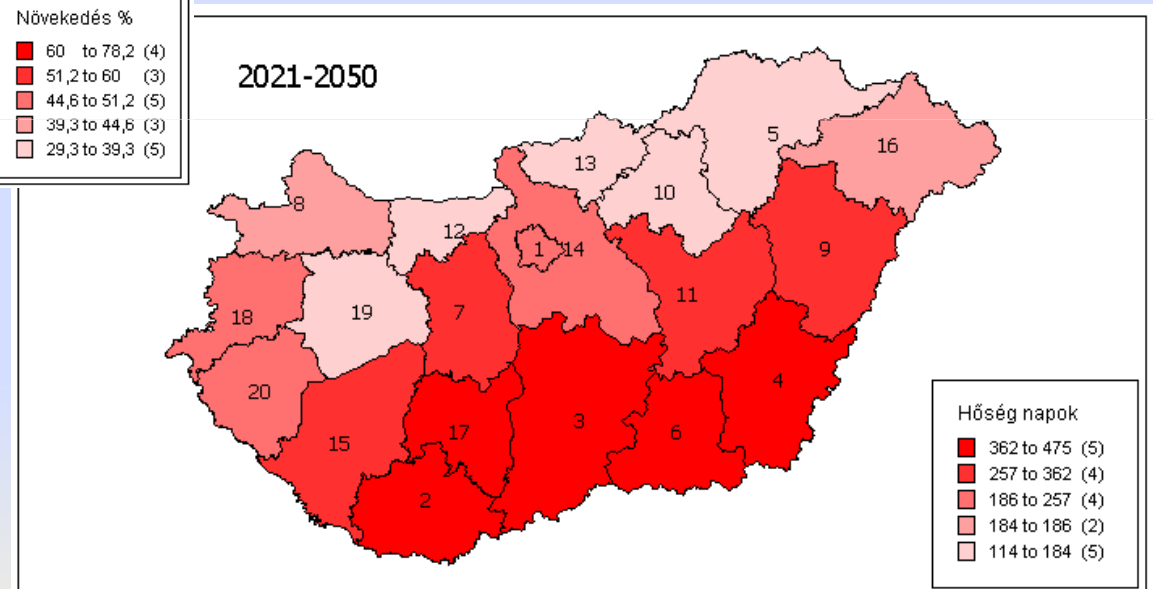 Növekedés %
60 to 78,2 (4)
51,2 to 60 (3)
44,6 to 51,2 (5)
39,3 to 44,6 (3)
29,3 to 39,3 (5)
2021-2050
5
16
13
10
8
12
1 14
9
11
18
19
7
20
4
3
17
6
15
2
Hőség napok
362 to 475 (5)
257 to 362 (4)
186 to 257 (4)
184 to 186 (2)
114 to 184 (5)